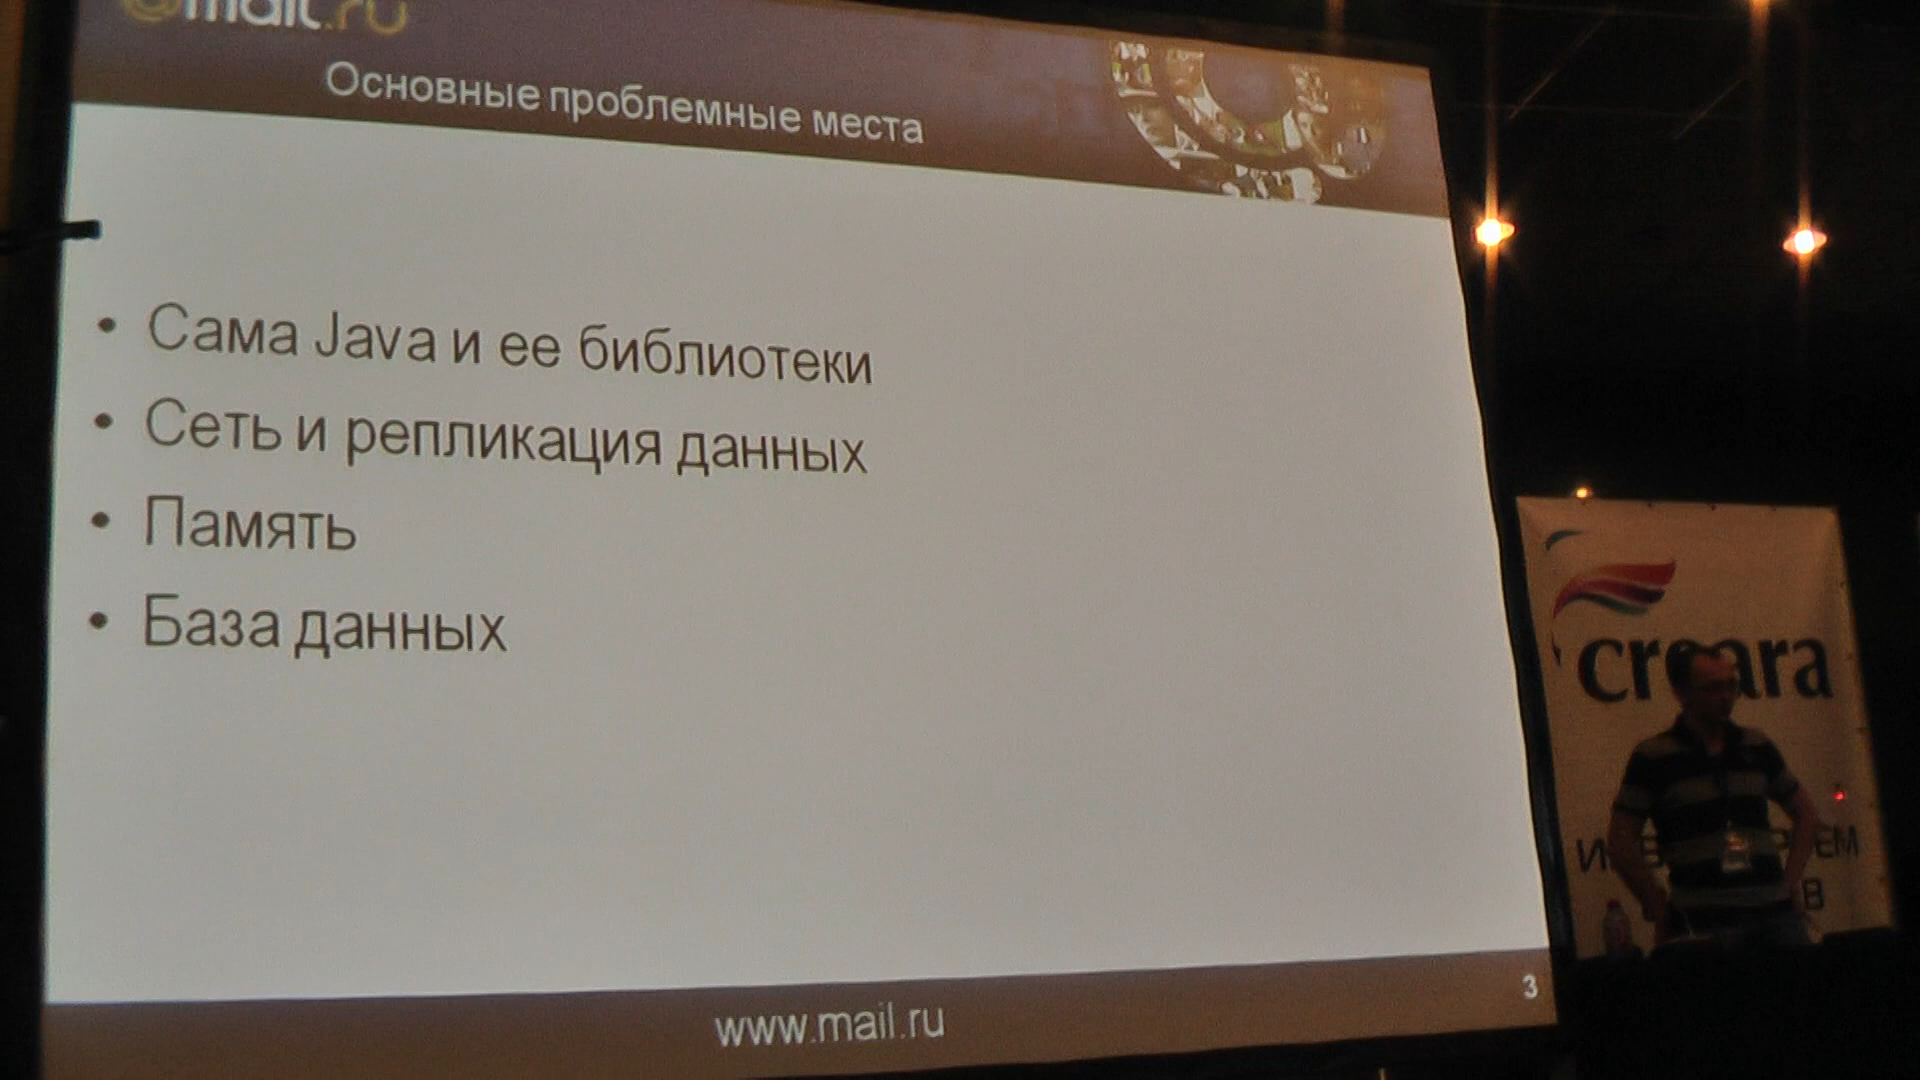 @mail.ru
Основные проблемные места
• Сама Java и ее библиотеки
• Сеть и репликация данных
• Память
• База данных
www.mail.ru
3
creara